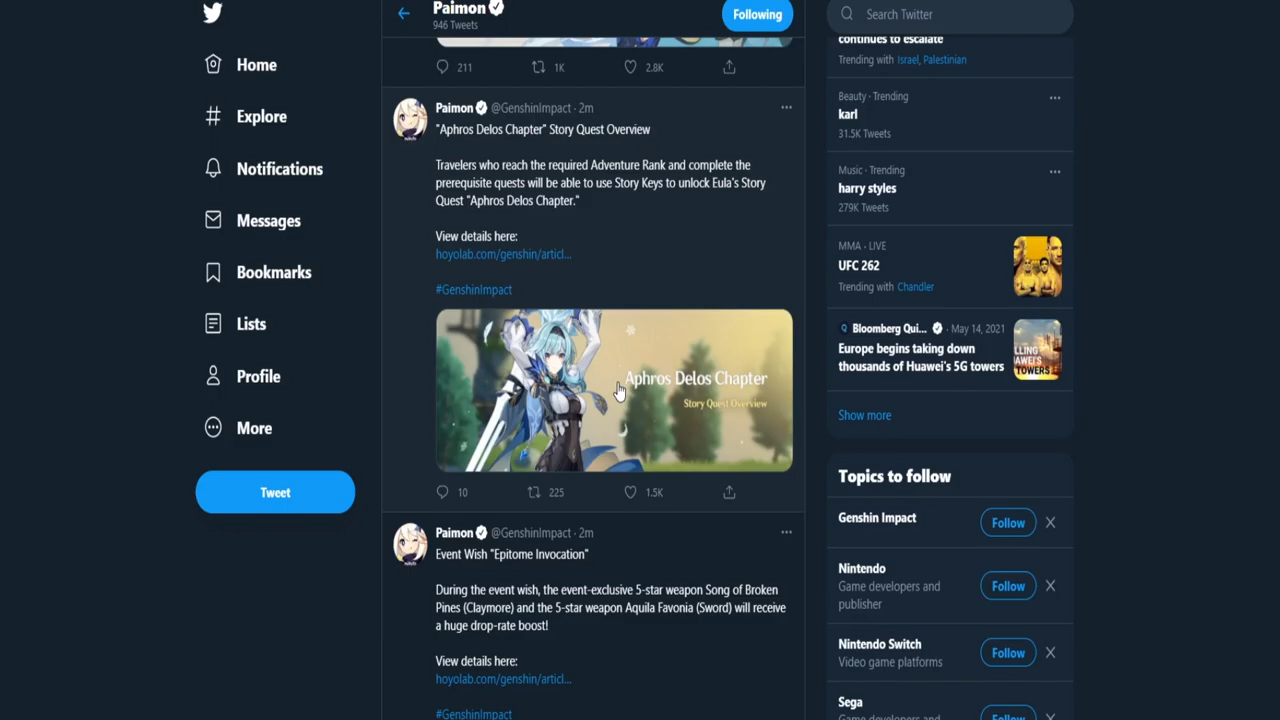 Home
Explore
Notifications
Messages
Bookmarks
Lists
Profile
More
Tweet
Paimon
946 Tweets
Following
211
1K
2.8K
Paimon @GenshinImpact · 2m
"Aphros Delos Chapter" Story Quest Overview
Travelers who reach the required Adventure Rank and complete the
prerequisite quests will be able to use Story Keys to unlock Eula's Story
Quest "Aphros Delos Chapter."
View details here:
hoyolab.com/genshin/articl...
#GenshinImpact
Aphros Delos Chapter
Story Quest Overview
10
225
1.5K
Paimon @GenshinImpact · 2m
Event Wish "Epitome Invocation"
During the event wish, the event-exclusive 5-star weapon Song of Broken
Pines (Claymore) and the 5-star weapon Aquila Favonia (Sword) will receive
a huge drop-rate boost!
View details here:
hoyolab.com/genshin/articl...
#GenshinImpact
Search Twitter
continues to escalate
Trending with Israel, Palestinian
Beauty · Trending
karl
31.5K Tweets
Music · Trending
harry styles
279K Tweets
MMA · LIVE
UFC 262
Trending with Chandler
Bloomberg Qui... · May 14, 2021
Europe begins taking down
thousands of Huawei's 5G towers
Show more
Topics to follow
Genshin Impact
Follow
Nintendo
Game developers and
publisher
Follow
Nintendo Switch
Video game platforms
Follow
Sega
Game developers and
Follow